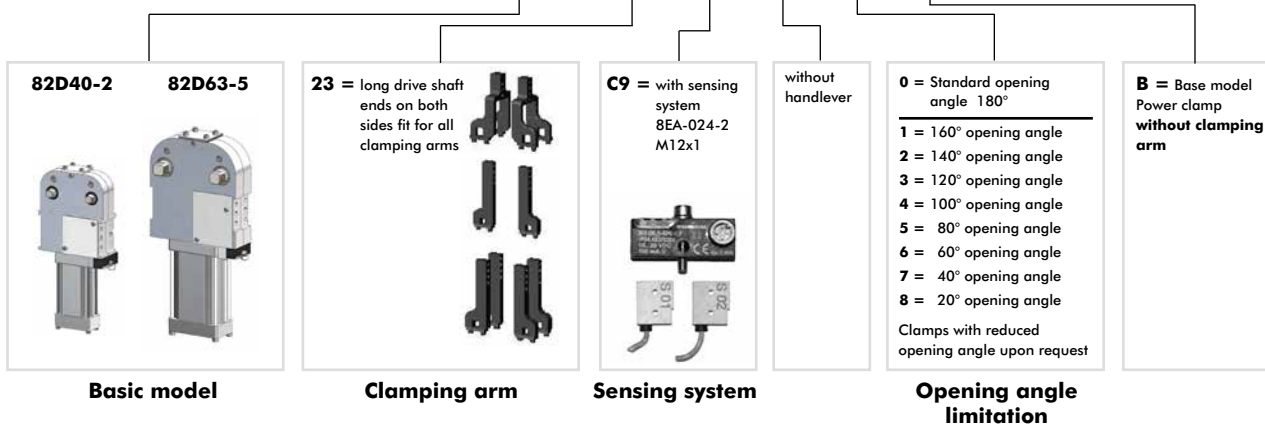 82D40-2 82D63-5
Basic model
23 = long drive shaft
ends on both
sides fit for all
clamping arms
Clamping arm
C9 = with sensing
system
8EA-024-2
M12x1
S 01
S 02
Sensing system
without
handlever
0 = Standard opening
angle 180°
1 = 160° opening angle
2 = 140° opening angle
3 = 120° opening angle
4 = 100° opening angle
5 = 80° opening angle
6 = 60° opening angle
7 = 40° opening angle
8 = 20° opening angle
Clamps with reduced
opening angle upon request
Opening angle
limitation
B = Base model
Power clamp
without clamping
arm